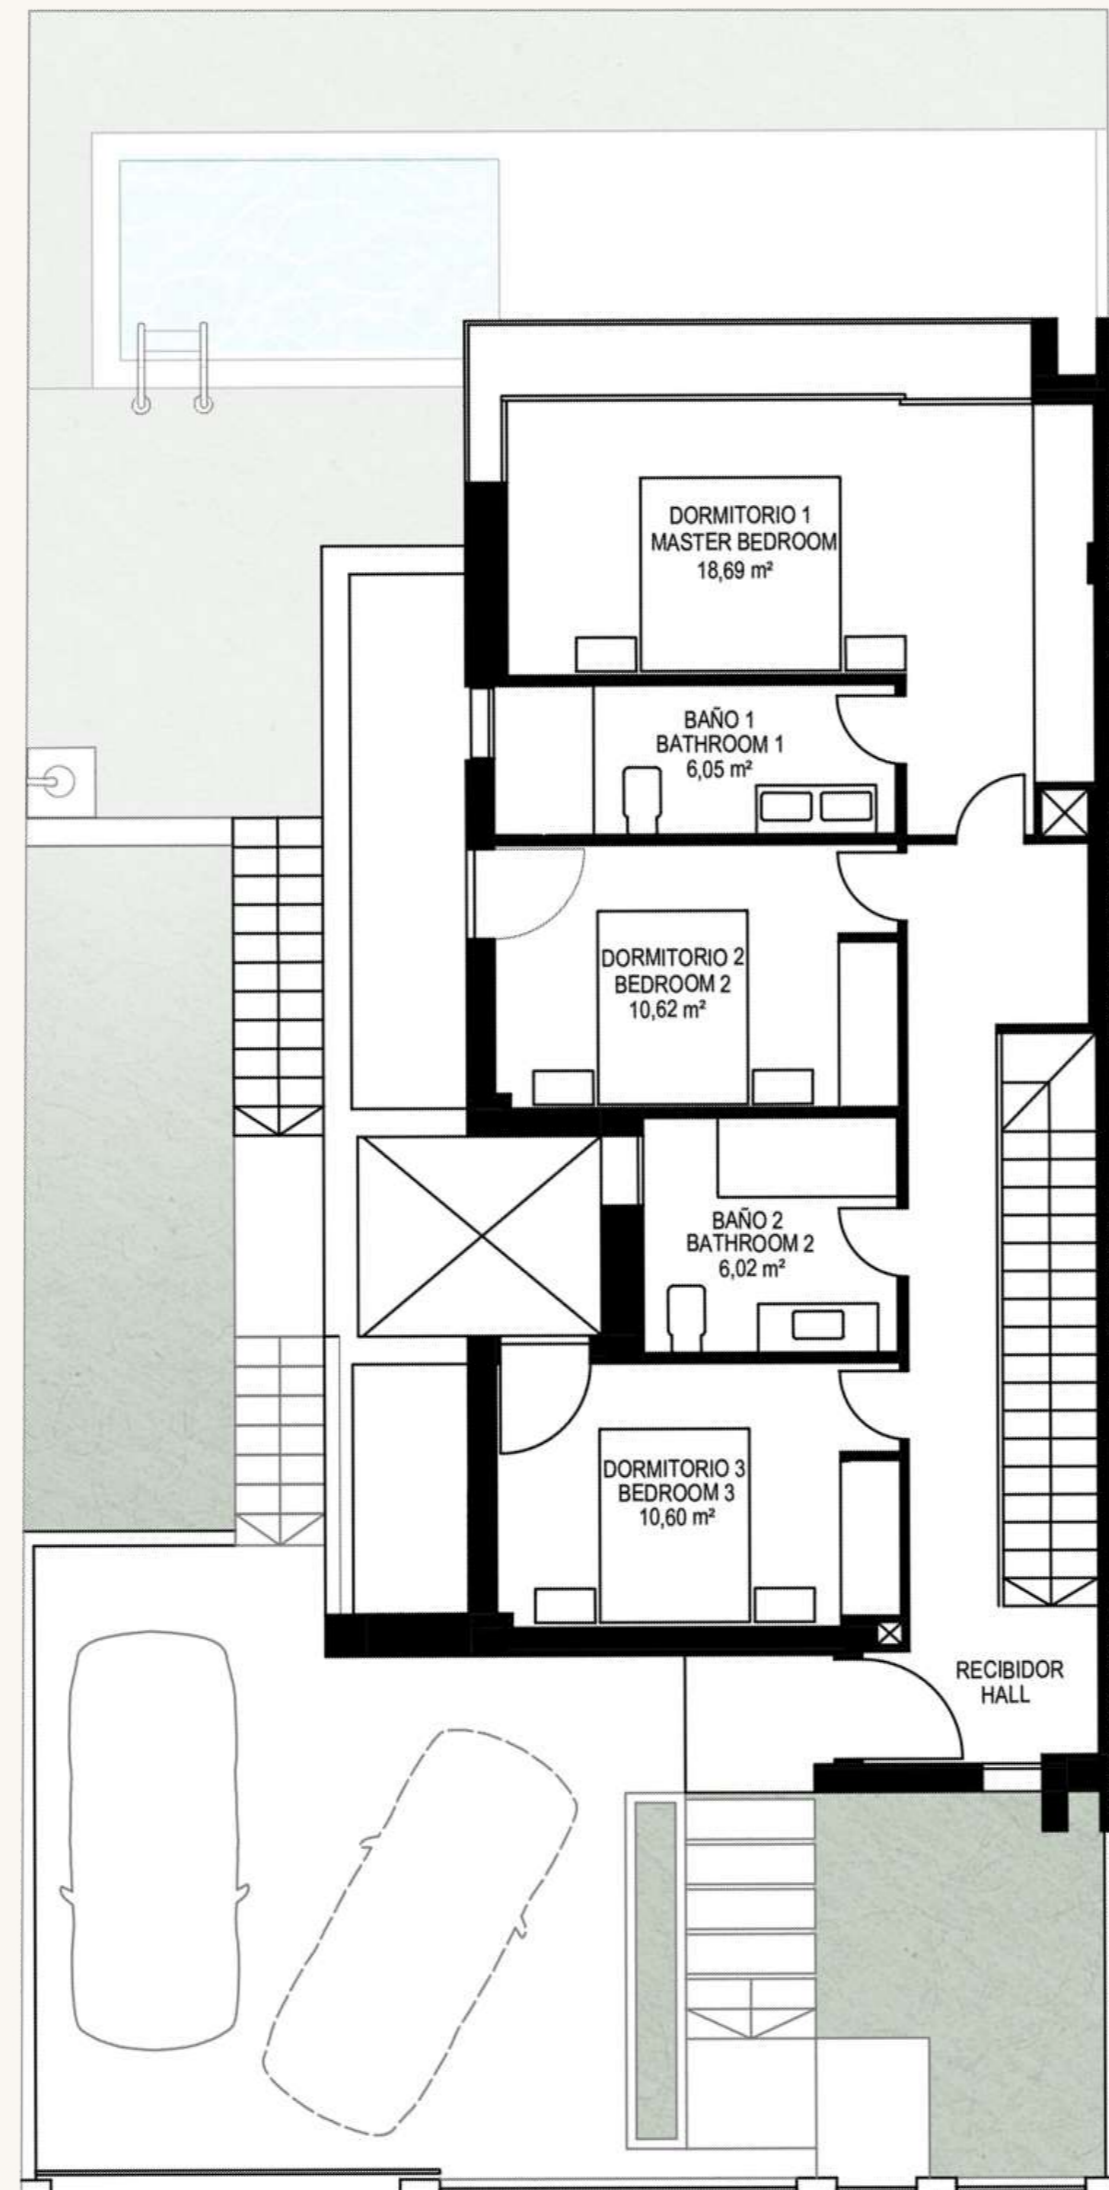 DORMITORIO 1
MASTER BEDROOM
18,69 m²
BAÑO 1
BATHROOM 1
6,05 m²
DORMITORIO 2
BEDROOM 2
10,62 m²
BAÑO 2
BATHROOM 2
6,02 m²
DORMITORIO 3
BEDROOM 3
10,60 m²
RECIBIDOR
HALL